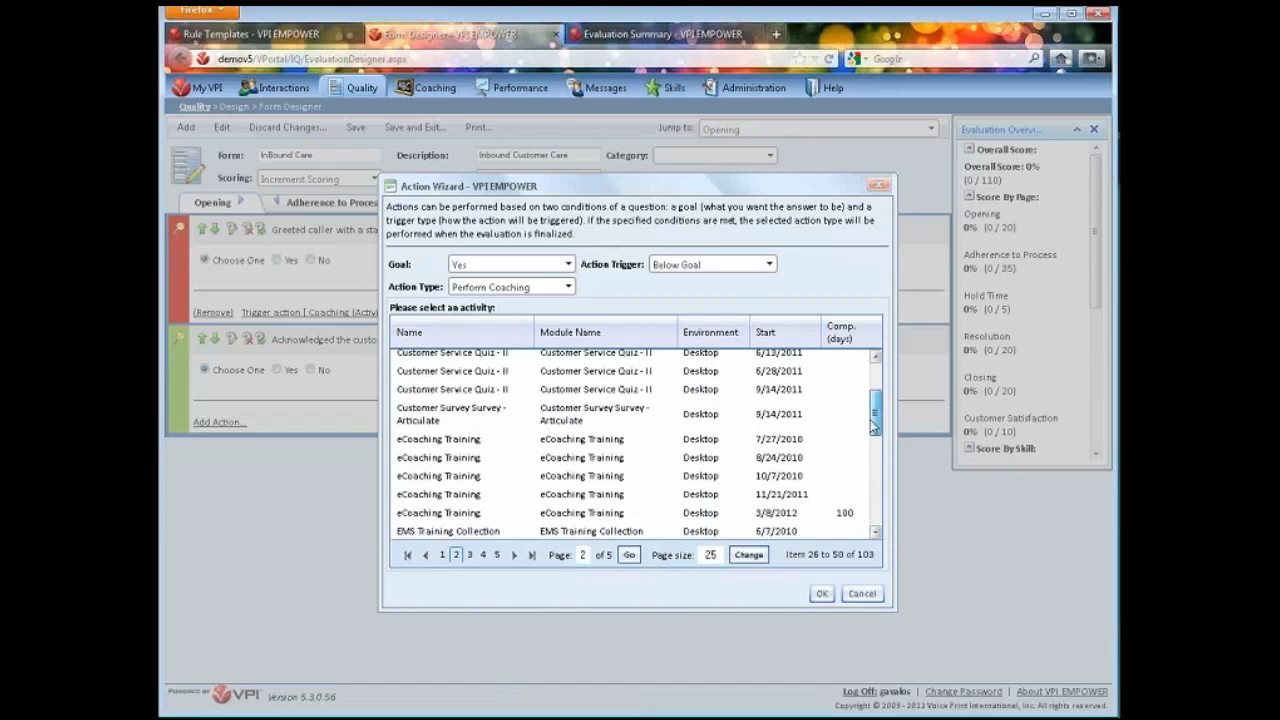 Firefox
Rule Templates - VPI EMPOWER
Form Designer - VPI EMPOWER
Evaluation Summary - VPI EMPOWER
demov5/VPortal/IQ/EvaluationDesigner.aspx
Google
My VPI
Interactions
Quality
Coaching
Performance
Messages
Skills
Administration
Help
Quality > Design > Form Designer
Add Edit Discard Changes... Save Save and Exit... Print... Jump to: Opening
Form: InBound Care Description: Inbound Customer Care Category:
Scoring: Increment Scoring
Opening Adherence to Proces
Greeted caller with a sta
Choose One Yes No
(Remove) Trigger action [ Coaching (Activ
Acknowledged the custo
Choose One Yes No
Add Action...
Action Wizard - VPI EMPOWER
Actions can be performed based on two conditions of a question: a goal (what you want the answer to be) and a
trigger type (how the action will be triggered). If the specified conditions are met, the selected action type will be
performed when the evaluation is finalized.
Goal: Yes Action Trigger: Below Goal
Action Type: Perform Coaching
Please select an activity:
Name Module Name Environment Start Comp. (days)
Customer Service Quiz - II Customer Service Quiz - II Desktop 6/13/2011
Customer Service Quiz - II Customer Service Quiz - II Desktop 6/28/2011
Customer Service Quiz - II Customer Service Quiz - II Desktop 9/14/2011
Customer Survey Survey - Articulate Customer Survey Survey - Articulate Desktop 9/14/2011
eCoaching Training eCoaching Training Desktop 7/27/2010
eCoaching Training eCoaching Training Desktop 8/24/2010
eCoaching Training eCoaching Training Desktop 10/7/2010
eCoaching Training eCoaching Training Desktop 11/21/2011
eCoaching Training eCoaching Training Desktop 3/8/2012 180
EMS Training Collection EMS Training Collection Desktop 6/7/2010
1 2 3 4 5 Page: 2 of 5 Go Page size: 25 Change Item 26 to 50 of 103
OK Cancel
Evaluation Overvi...
Overall Score:
Overall Score: 0%
(0 / 110)
Score By Page:
Opening
0% (0 / 20)
Adherence to Process
0% (0 / 35)
Hold Time
0% (0 / 5)
Resolution
0% (0 / 20)
Closing
0% (0 / 20)
Customer Satisfaction
0% (0 / 10)
Score By Skill:
POWERED BY VPI Version 5.3.0.56
Log Off: gavalos | Change Password | About VPI EMPOWER
Copyright © 2009 - 2012 Voice Print International, Inc. All rights reserved.